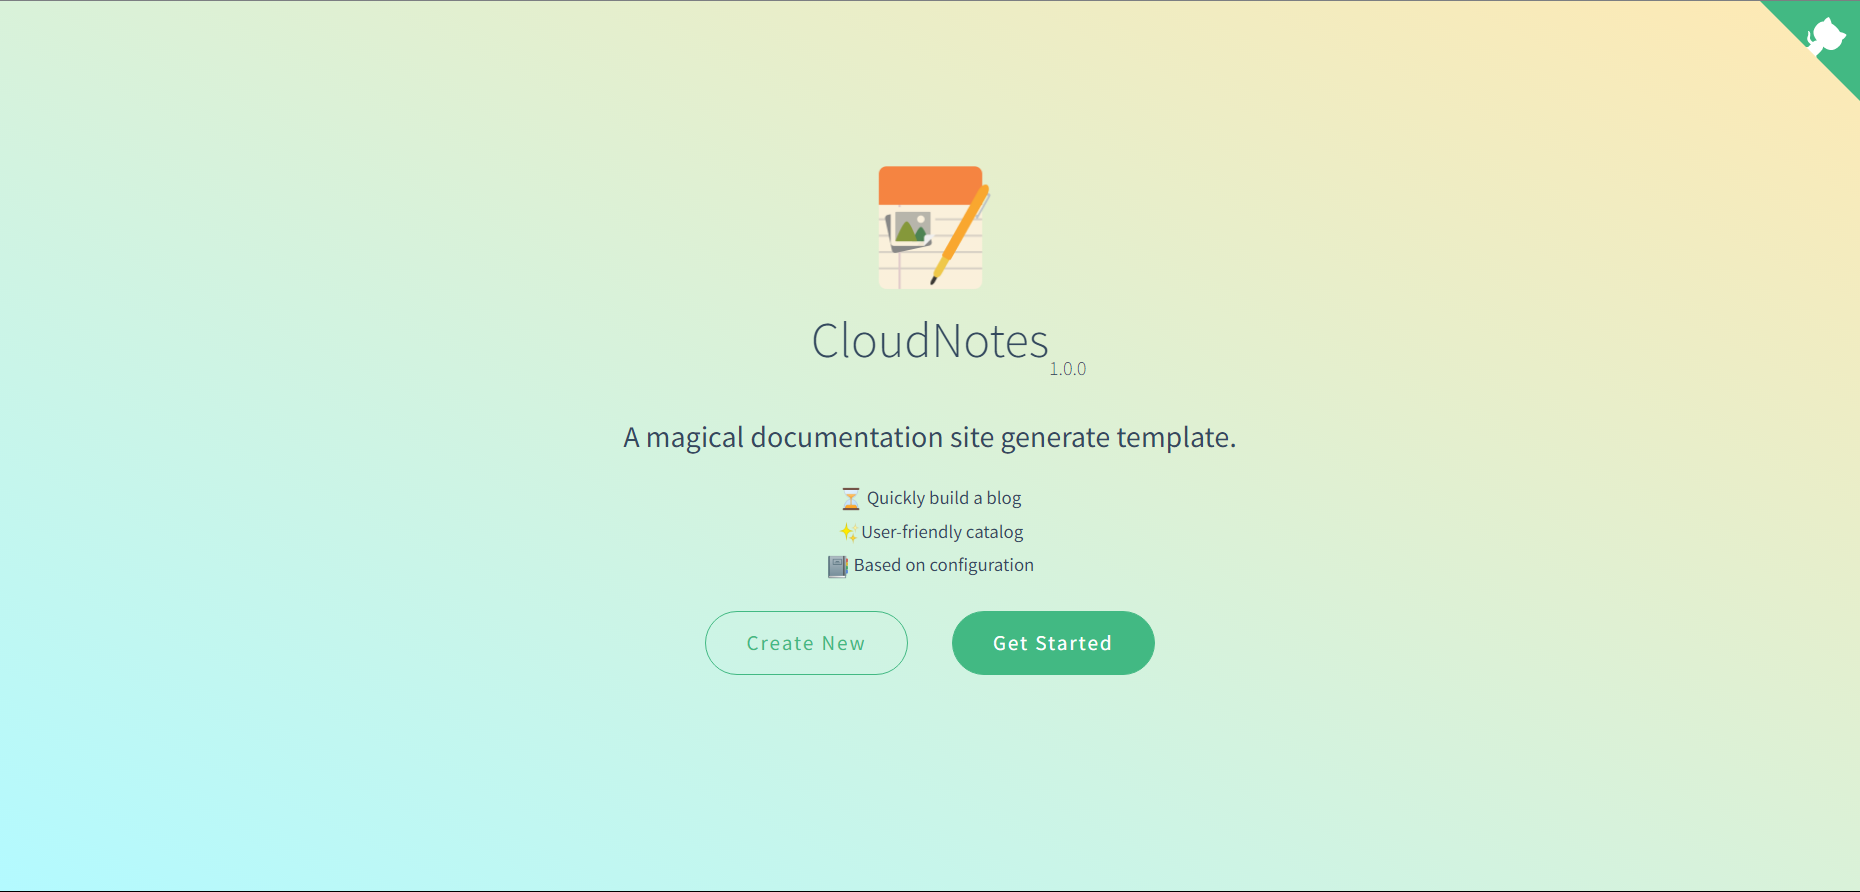 CloudNotes 1.0.0
A magical documentation site generate template.
⏳ Quickly build a blog
✨User-friendly catalog
📓 Based on configuration
Create New
Get Started